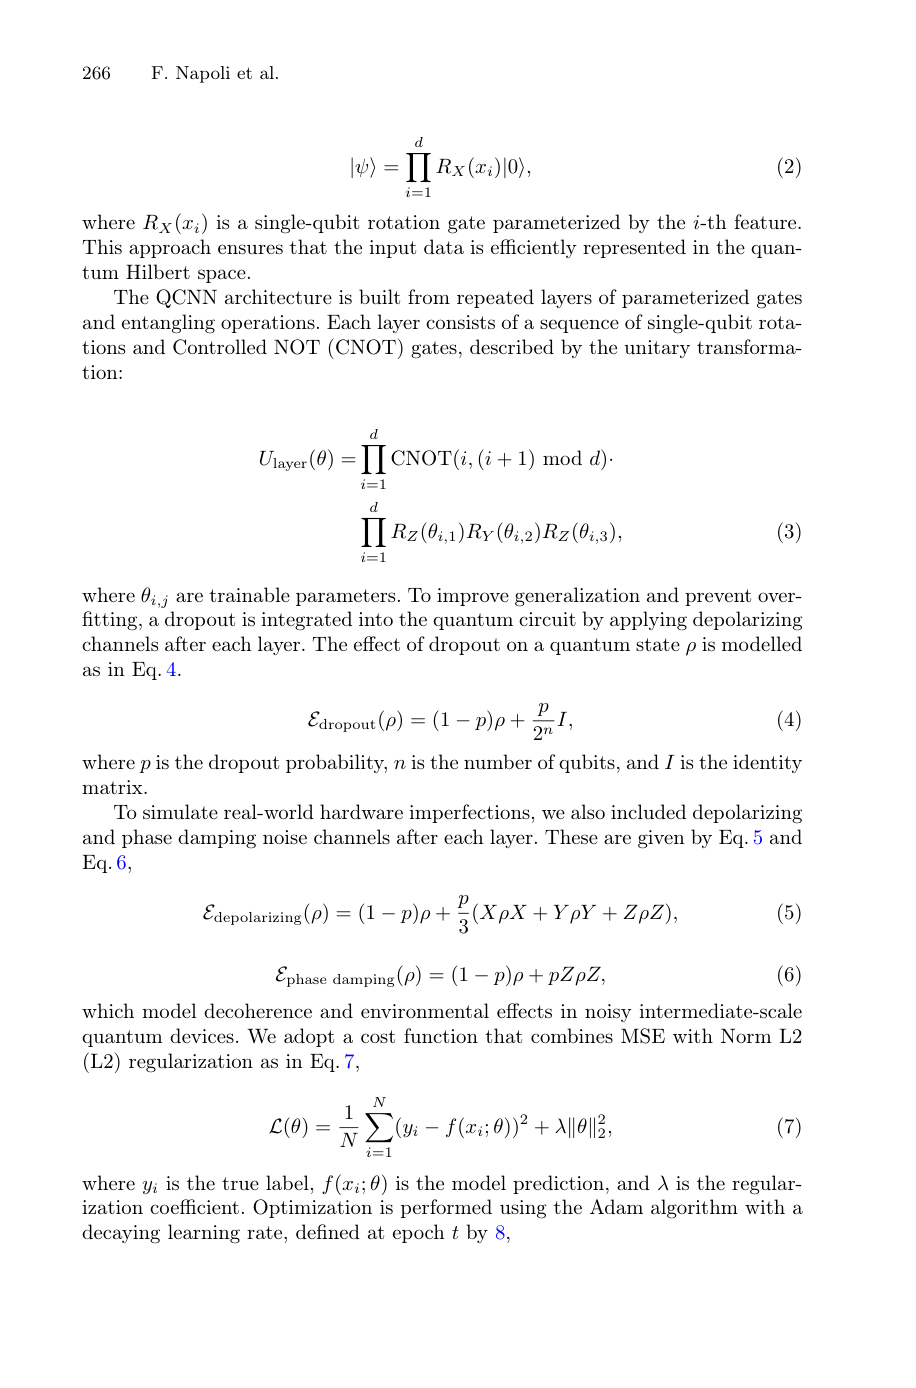 266 F. Napoli et al.
|ψ⟩ = ∏_{i=1}^{d} R_X(x_i)|0⟩, (2)
where R_X(x_i) is a single-qubit rotation gate parameterized by the i-th feature.
This approach ensures that the input data is efficiently represented in the quan-
tum Hilbert space.
The QCNN architecture is built from repeated layers of parameterized gates
and entangling operations. Each layer consists of a sequence of single-qubit rota-
tions and Controlled NOT (CNOT) gates, described by the unitary transforma-
tion:
U_layer(θ) = ∏_{i=1}^{d} CNOT(i, (i + 1) mod d)·
∏_{i=1}^{d} R_Z(θ_{i,1})R_Y(θ_{i,2})R_Z(θ_{i,3}), (3)
where θ_{i,j} are trainable parameters. To improve generalization and prevent over-
fitting, a dropout is integrated into the quantum circuit by applying depolarizing
channels after each layer. The effect of dropout on a quantum state ρ is modelled
as in Eq. 4.
ℰ_dropout(ρ) = (1 − p)ρ + p/2^n I, (4)
where p is the dropout probability, n is the number of qubits, and I is the identity
matrix.
To simulate real-world hardware imperfections, we also included depolarizing
and phase damping noise channels after each layer. These are given by Eq. 5 and
Eq. 6,
ℰ_depolarizing(ρ) = (1 − p)ρ + p/3 (XρX + YρY + ZρZ), (5)
ℰ_phase damping(ρ) = (1 − p)ρ + pZρZ, (6)
which model decoherence and environmental effects in noisy intermediate-scale
quantum devices. We adopt a cost function that combines MSE with Norm L2
(L2) regularization as in Eq. 7,
ℒ(θ) = 1/N ∑_{i=1}^{N} (y_i − f(x_i; θ))² + λ‖θ‖₂², (7)
where y_i is the true label, f(x_i; θ) is the model prediction, and λ is the regular-
ization coefficient. Optimization is performed using the Adam algorithm with a
decaying learning rate, defined at epoch t by 8,